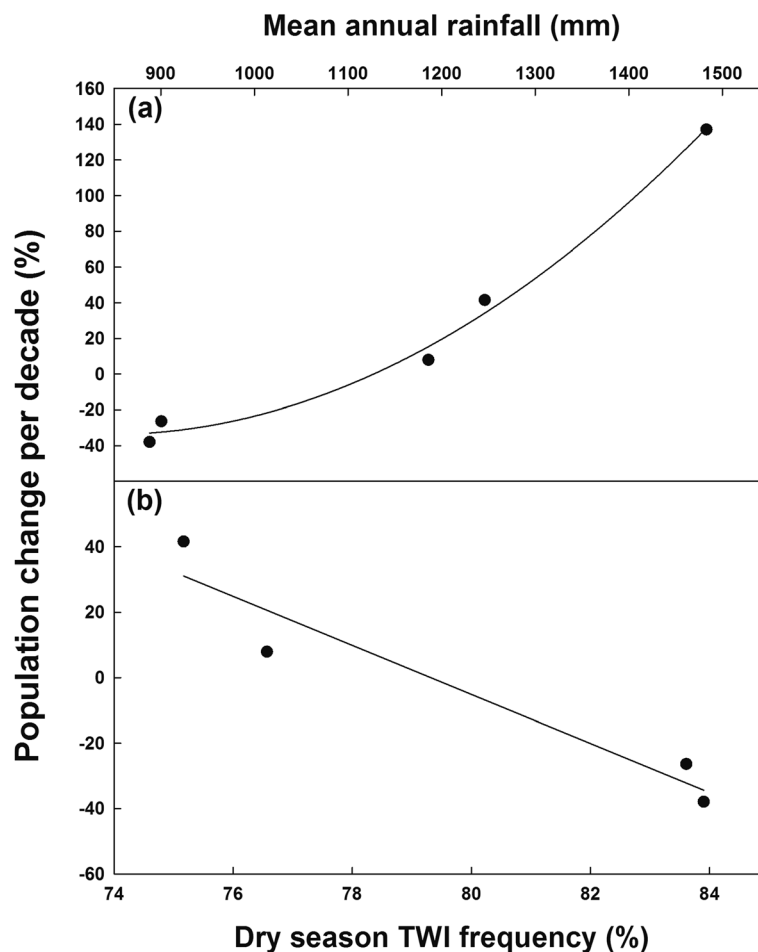 Mean annual rainfall (mm)
900 1000 1100 1200 1300 1400 1500
(a)
160
140
120
100
80
60
40
20
0
-20
-40
Population change per decade (%)
(b)
40
20
0
-20
-40
-60
74 76 78 80 82 84
Dry season TWI frequency (%)